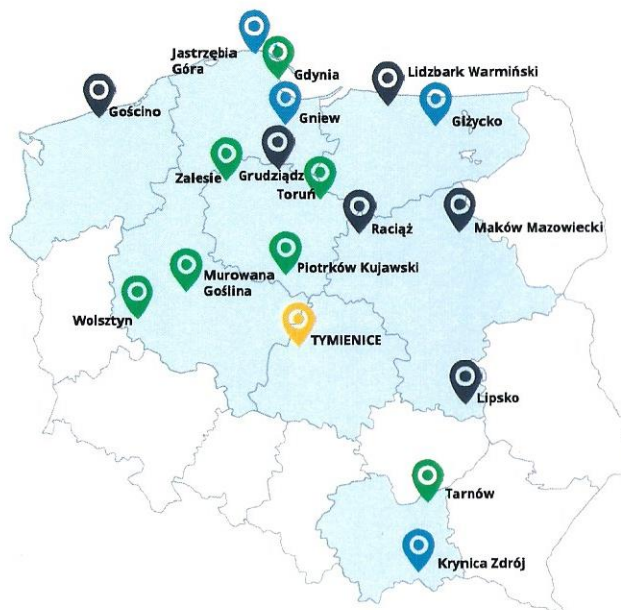 Jastrzębia
Góra
Gdynia
Lidzbark Warmiński
Gościno
Gniew
Giżycko
Zalesie
Grudziądz
Toruń
Raciąż
Maków Mazowiecki
Murowana
Goślina
Piotrków Kujawski
Wolsztyn
TYMIENICE
Lipsko
Tarnów
Krynica Zdrój